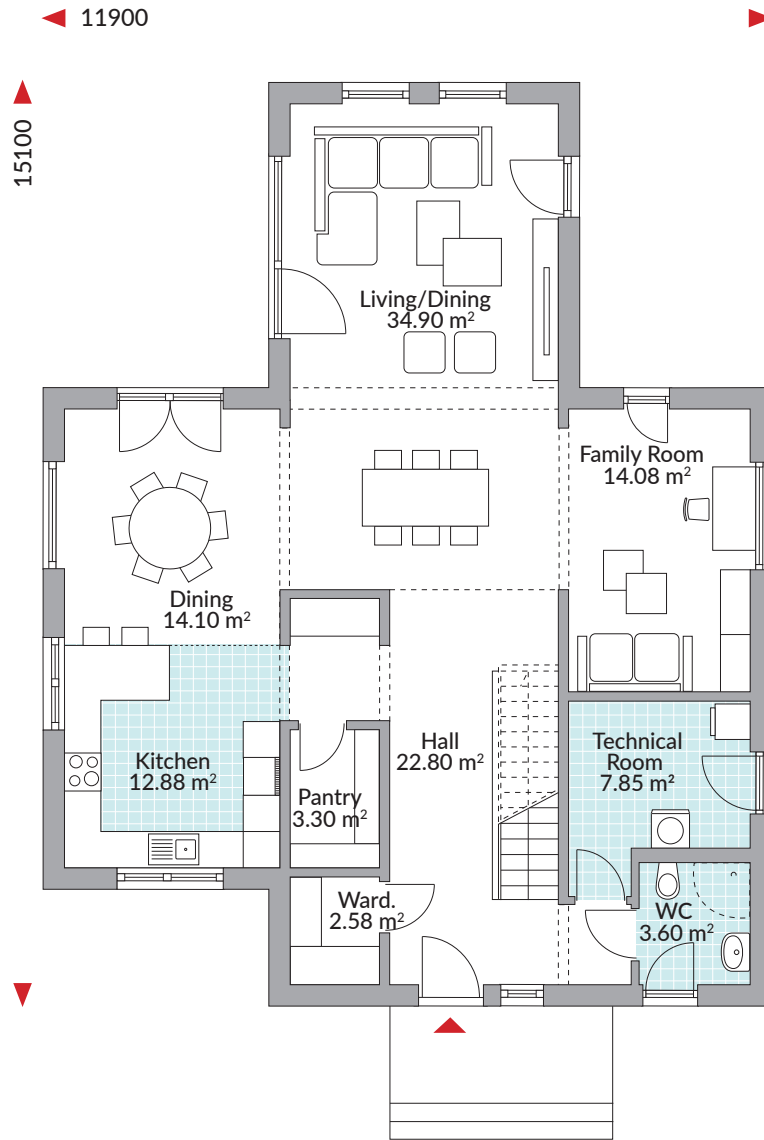 11900
15100
Living/Dining
34.90 m²
Family Room
14.08 m²
Dining
14.10 m²
Kitchen
12.88 m²
Hall
22.80 m²
Technical
Room
7.85 m²
Pantry
3.30 m²
Ward.
2.58 m²
WC
3.60 m²